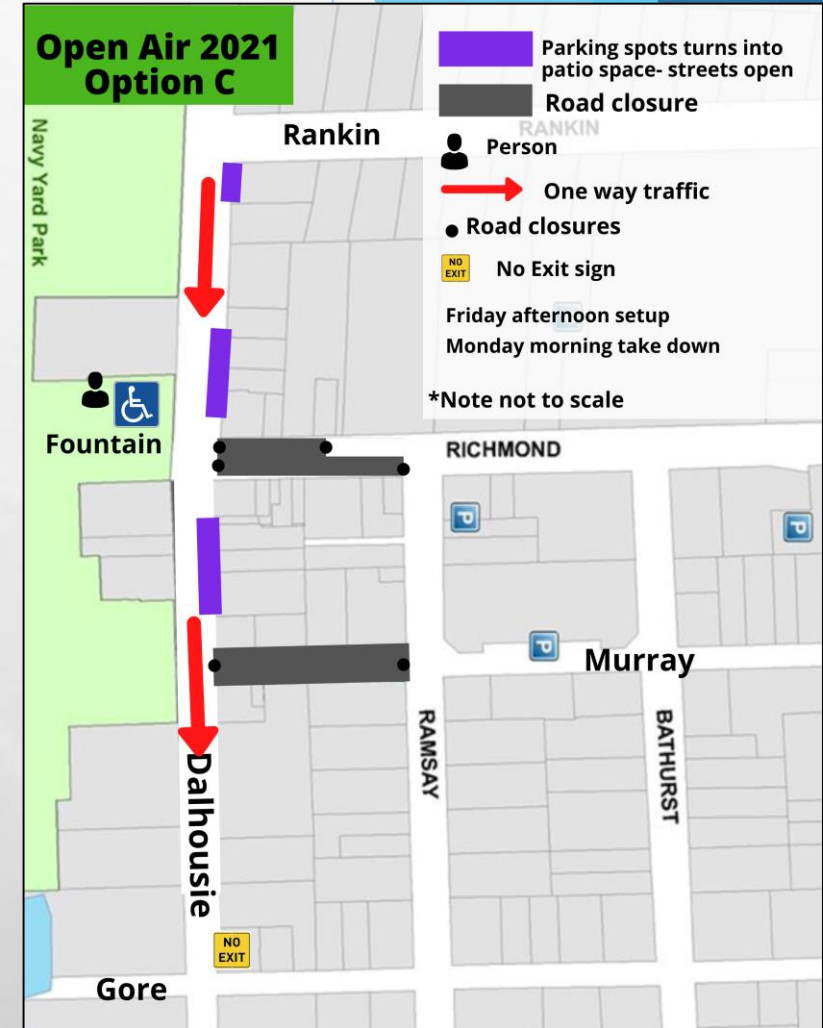 Open Air 2021
Option C
Parking spots turns into
patio space- streets open
Road closure
Rankin
RANKIN
Person
One way traffic
Road closures
NO
EXIT
No Exit sign
Friday afternoon setup
Monday morning take down
*Note not to scale
Navy Yard Park
Fountain
RICHMOND
P
P
P
Murray
RAMSAY
BATHURST
Dalhousie
NO
EXIT
Gore